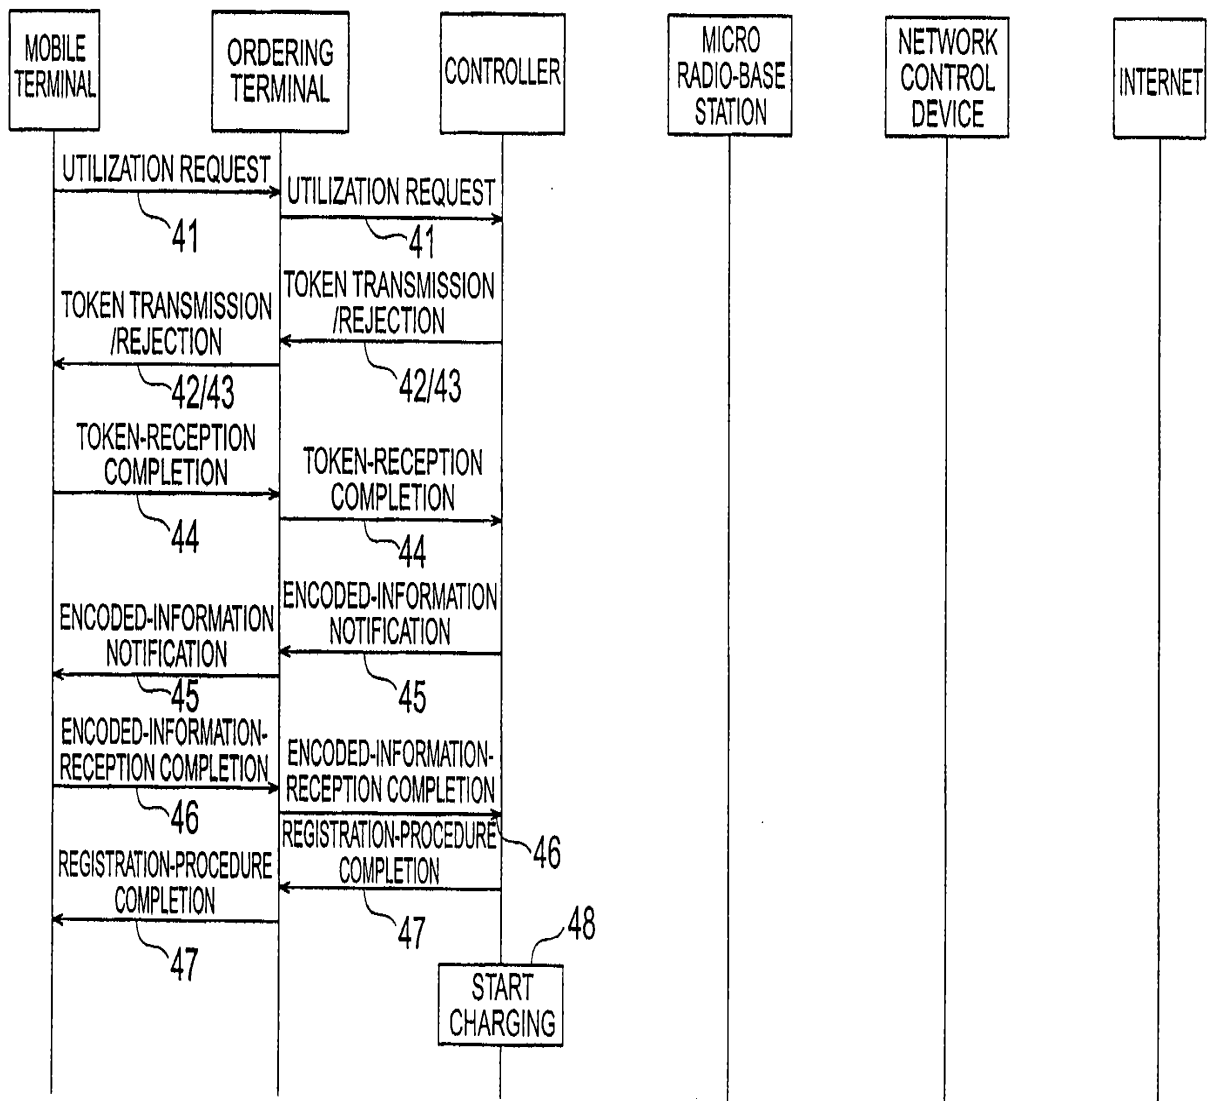 MOBILE
TERMINAL
ORDERING
TERMINAL
CONTROLLER
MICRO
RADIO-BASE
STATION
NETWORK
CONTROL
DEVICE
INTERNET
UTILIZATION REQUEST
41
UTILIZATION REQUEST
41
TOKEN TRANSMISSION
/REJECTION
42/43
TOKEN TRANSMISSION
/REJECTION
42/43
TOKEN-RECEPTION
COMPLETION
44
TOKEN-RECEPTION
COMPLETION
44
ENCODED-INFORMATION
NOTIFICATION
45
ENCODED-INFORMATION
NOTIFICATION
45
ENCODED-INFORMATION-
RECEPTION COMPLETION
46
ENCODED-INFORMATION-
RECEPTION COMPLETION
46
REGISTRATION-PROCEDURE
COMPLETION
47
REGISTRATION-PROCEDURE
COMPLETION
47
48
START
CHARGING